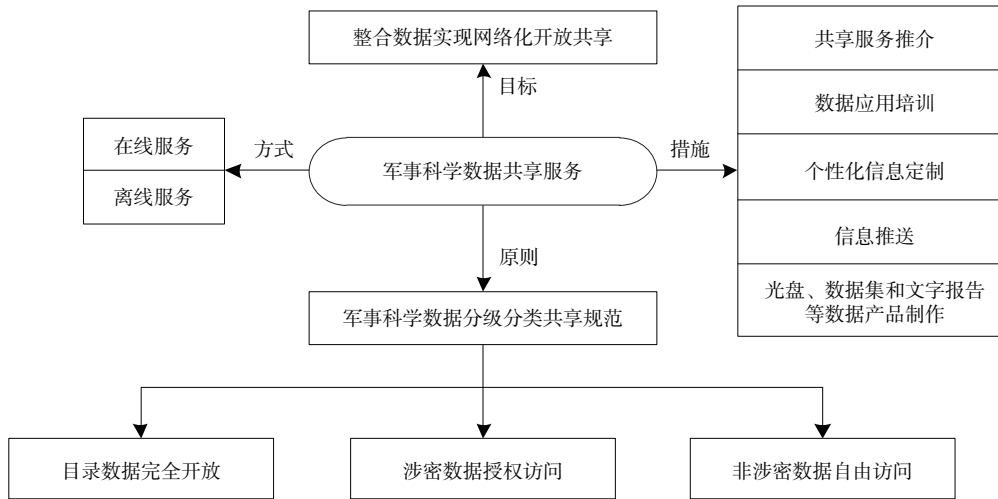 整合数据实现网络化开放共享
目标
在线服务
离线服务
方式
军事科学数据共享服务
措施
共享服务推介
数据应用培训
个性化信息定制
信息推送
光盘、数据集和文字报告
等数据产品制作
原则
军事科学数据分级分类共享规范
目录数据完全开放
涉密数据授权访问
非涉密数据自由访问